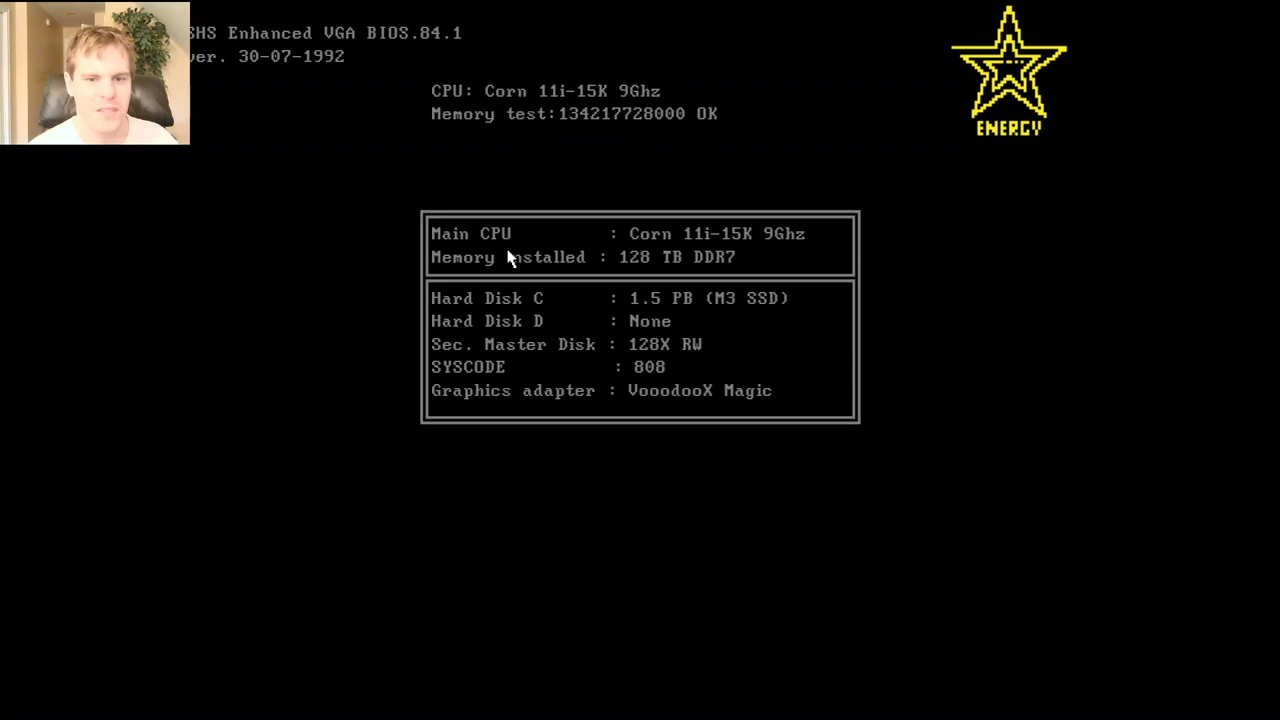 SHS Enhanced VGA BIOS.84.1
ver. 30-07-1992
CPU: Corn 11i-15K 9Ghz
Memory test:134217728000 OK
ENERGY
Main CPU : Corn 11i-15K 9Ghz
Memory installed : 128 TB DDR7
Hard Disk C : 1.5 PB (M3 SSD)
Hard Disk D : None
Sec. Master Disk : 128X RW
SYSCODE : 808
Graphics adapter : VooodooX Magic